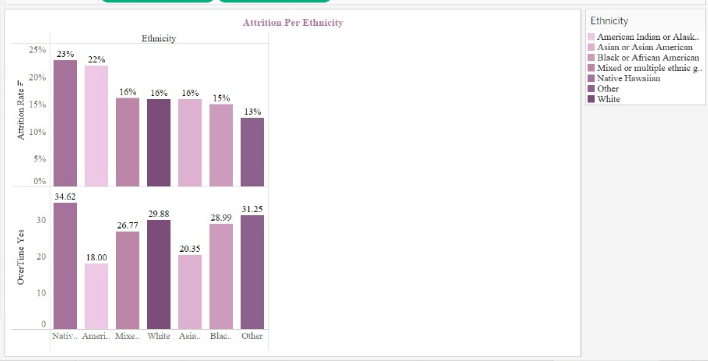 Attrition Per Ethnicity
Ethnicity
25%
20%
15%
10%
5%
0%
Attrition Rate F
23%
22%
16%
16%
16%
15%
13%
30
20
10
0
OverTime Yes
34.62
18.00
26.77
29.88
20.35
28.99
31.25
Nativ.. Ameri.. Mixe.. White Asia.. Blac.. Other
Ethnicity
American Indian or Alask..
Asian or Asian American
Black or African American
Mixed or multiple ethnic g..
Native Hawaiian
Other
White